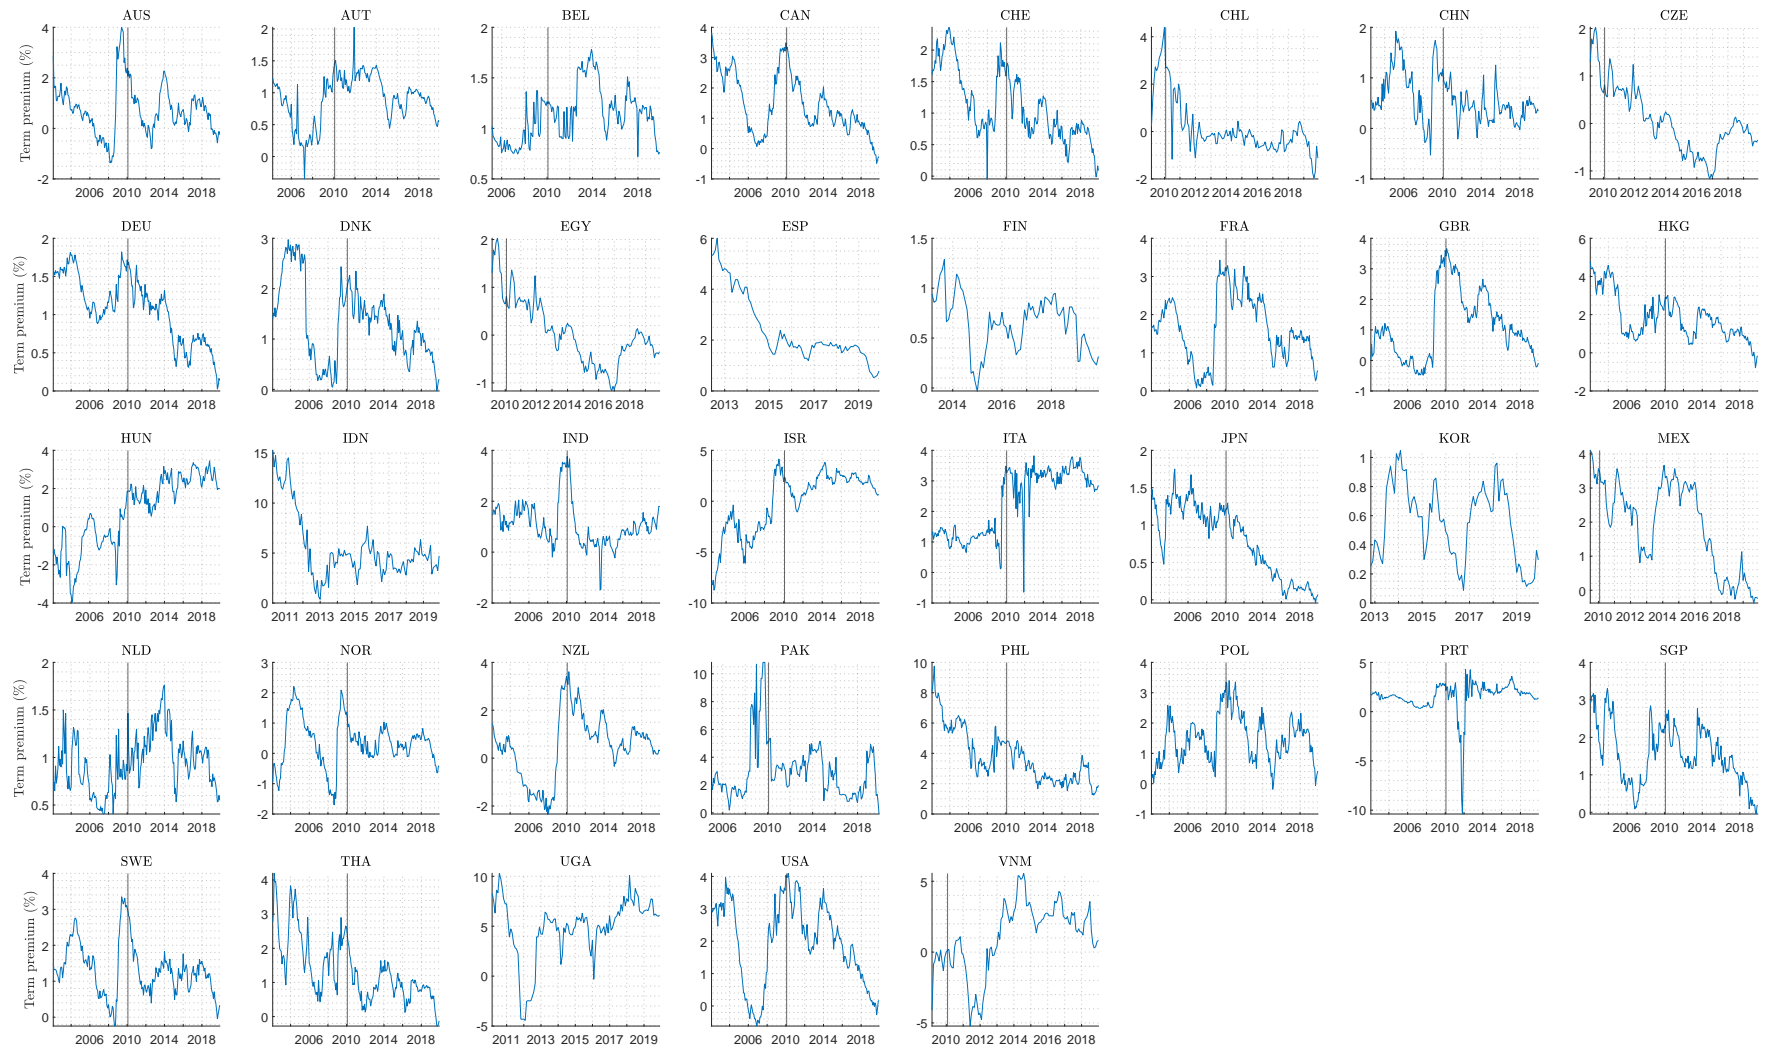 AUS AUT BEL CAN CHE CHL CHN CZE
Term premium (%)
4 2 0 -2
2 1.5 1 0.5 0
2 1.5 1 0.5
4 3 2 1 0 -1
2 1.5 1 0.5 0
4 2 0 -2
2 1 0 -1
2 1 0 -1
2006 2010 2014 2018
2006 2010 2014 2018
2006 2010 2014 2018
2006 2010 2014 2018
2006 2010 2014 2018
2010 2012 2014 2016 2018
2006 2010 2014 2018
2010 2012 2014 2016 2018
DEU DNK EGY ESP FIN FRA GBR HKG
Term premium (%)
2 1.5 1 0.5 0
3 2 1 0
2 1 0 -1
6 4 2 0
1.5 1 0.5 0
4 3 2 1 0
4 3 2 1 0 -1
6 4 2 0 -2
2006 2010 2014 2018
2006 2010 2014 2018
2010 2012 2014 2016 2018
2013 2015 2017 2019
2014 2016 2018
2006 2010 2014 2018
2006 2010 2014 2018
2006 2010 2014 2018
HUN IDN IND ISR ITA JPN KOR MEX
Term premium (%)
4 2 0 -2 -4
15 10 5 0
4 2 0 -2
5 0 -5 -10
4 3 2 1 0 -1
2 1.5 1 0.5 0
1 0.8 0.6 0.4 0.2 0
4 3 2 1 0
2006 2010 2014 2018
2011 2013 2015 2017 2019
2006 2010 2014 2018
2006 2010 2014 2018
2006 2010 2014 2018
2006 2010 2014 2018
2013 2015 2017 2019
2010 2012 2014 2016 2018
NLD NOR NZL PAK PHL POL PRT SGP
Term premium (%)
2 1.5 1 0.5
3 2 1 0 -1 -2
4 2 0 -2
10 8 6 4 2 0
10 8 6 4 2 0
4 3 2 1 0 -1
5 0 -5 -10
4 3 2 1 0
2006 2010 2014 2018
2006 2010 2014 2018
2006 2010 2014 2018
2005 2010 2014 2018
2006 2010 2014 2018
2006 2010 2014 2018
2006 2010 2014 2018
2006 2010 2014 2018
SWE THA UGA USA VNM
Term premium (%)
4 3 2 1 0
4 3 2 1 0
10 5 0 -5
4 3 2 1 0
5 0 -5
2006 2010 2014 2018
2006 2010 2014 2018
2011 2013 2015 2017 2019
2006 2010 2014 2018
2010 2012 2014 2016 2018